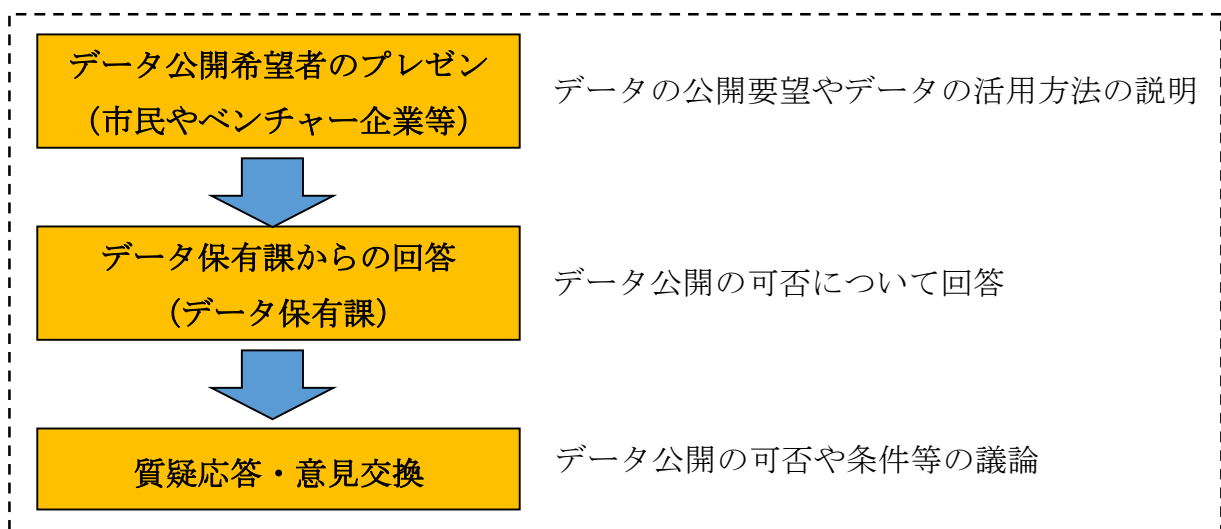 データ公開希望者のプレゼン
（市民やベンチャー企業等）
データの公開要望やデータの活用方法の説明
データ保有課からの回答
（データ保有課）
データ公開の可否について回答
質疑応答・意見交換
データ公開の可否や条件等の議論